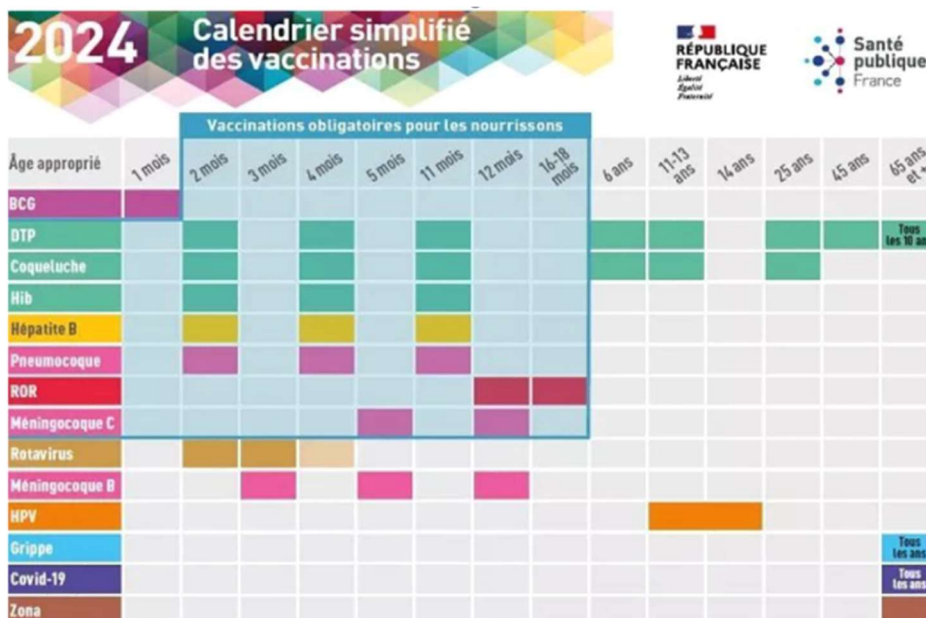 2024
Calendrier simplifié
des vaccinations
RÉPUBLIQUE
FRANÇAISE
Liberté
Égalité
Fraternité
Santé
publique
France
Vaccinations obligatoires pour les nourrissons
Âge approprié
1 mois
2 mois
3 mois
4 mois
5 mois
11 mois
12 mois
16-18
mois
6 ans
11-13
ans
14 ans
25 ans
45 ans
65 ans
et +
BCG
DTP
Tous
les 10 an
Coqueluche
Hib
Hépatite B
Pneumocoque
ROR
Méningocoque C
Rotavirus
Méningocoque B
HPV
Grippe
Tous
les ans
Covid-19
Tous
les ans
Zona